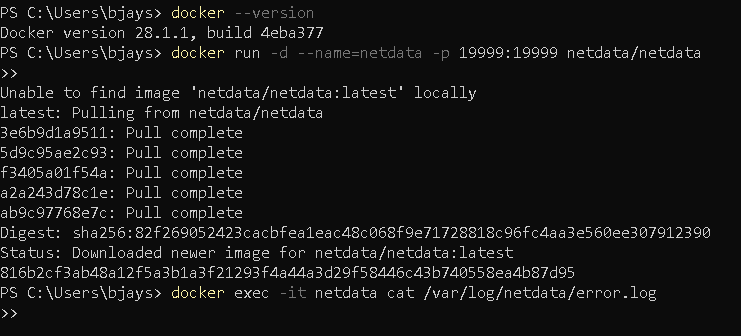 PS C:\Users\bjays> docker --version
Docker version 28.1.1, build 4eba377
PS C:\Users\bjays> docker run -d --name=netdata -p 19999:19999 netdata/netdata
>>
Unable to find image 'netdata/netdata:latest' locally
latest: Pulling from netdata/netdata
3e6b9d1a9511: Pull complete
5d9c95ae2c93: Pull complete
f3405a01f54a: Pull complete
a2a243d78c1e: Pull complete
ab9c97768e7c: Pull complete
Digest: sha256:82f269052423cacbfea1eac48c068f9e71728818c96fc4aa3e560ee307912390
Status: Downloaded newer image for netdata/netdata:latest
816b2cf3ab48a12f5a3b1a3f21293f4a44a3d29f58446c43b740558ea4b87d95
PS C:\Users\bjays> docker exec -it netdata cat /var/log/netdata/error.log
>>